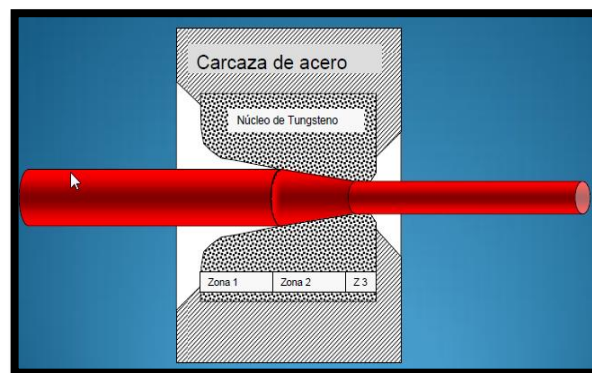 Carcaza de acero
Núcleo de Tungsteno
Zona 1
Zona 2
Z 3